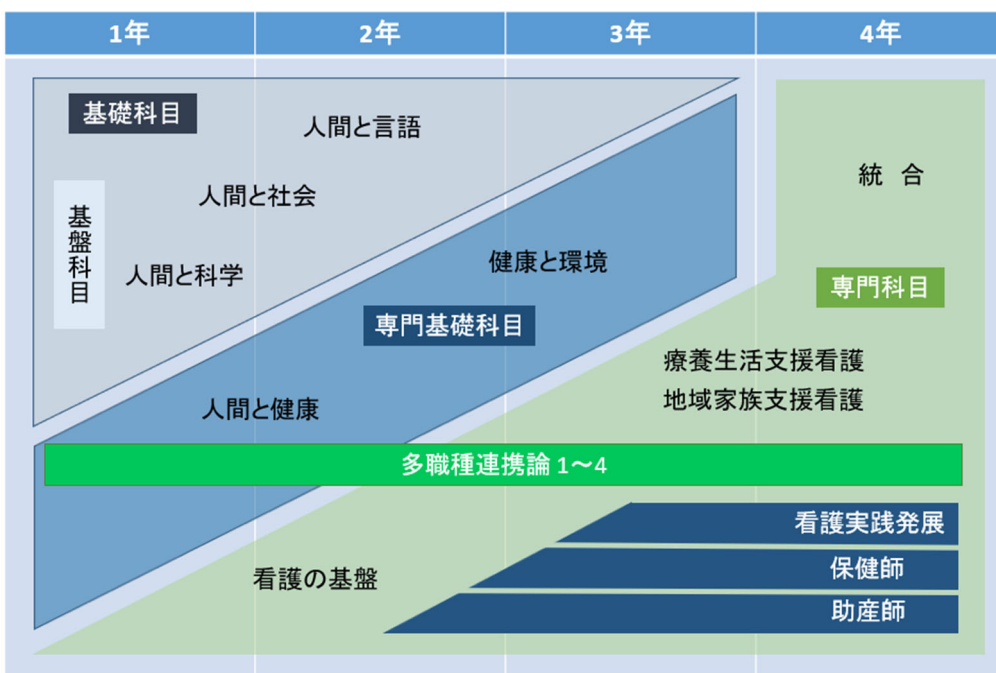 1年 2年 3年 4年
基礎科目
人間と言語
統 合
人間と社会
基盤科目
人間と科学
健康と環境
専門科目
専門基礎科目
療養生活支援看護
地域家族支援看護
人間と健康
多職種連携論 1～4
看護実践発展
看護の基盤
保健師
助産師